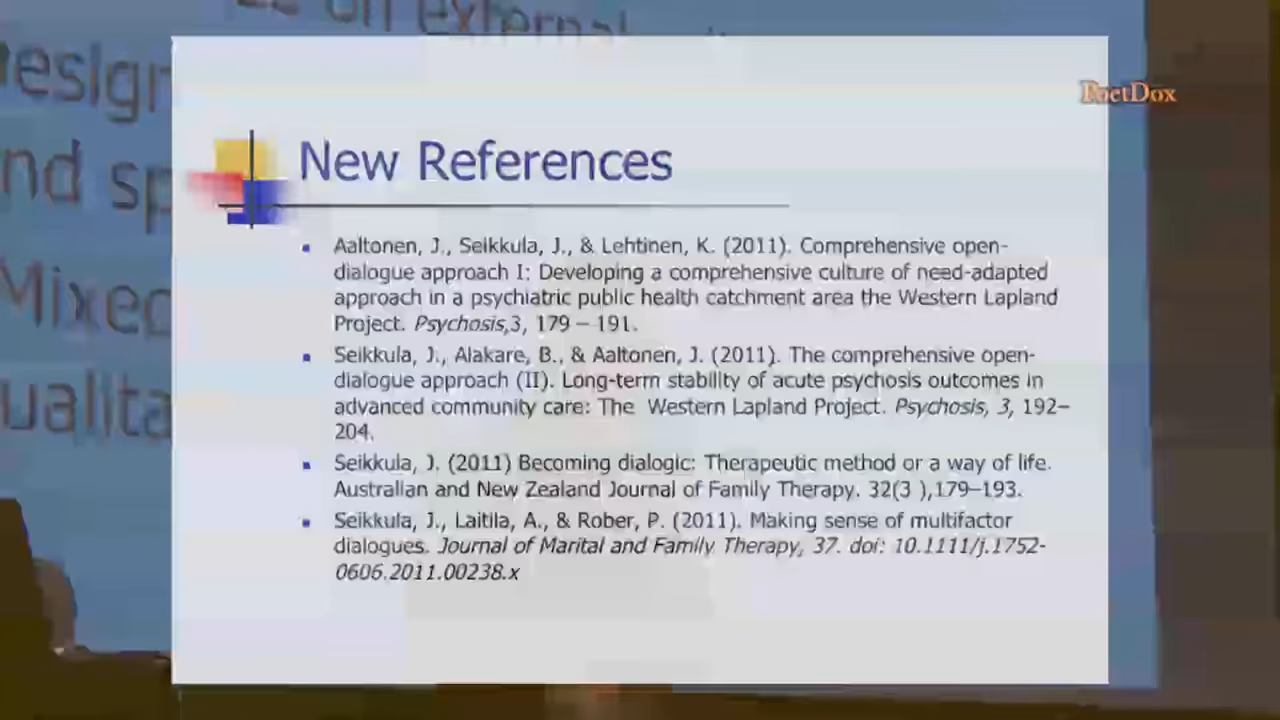 on external
esign
PoetDox
nd sp
New References
Aaltonen, J., Seikkula, J., & Lehtinen, K. (2011). Comprehensive open-
dialogue approach I: Developing a comprehensive culture of need-adapted
approach in a psychiatric public health catchment area the Western Lapland
Project. Psychosis,3, 179 – 191.
Mixed
Seikkula, J., Alakare, B., & Aaltonen, J. (2011). The comprehensive open-
dialogue approach (II). Long-term stability of acute psychosis outcomes in
advanced community care: The Western Lapland Project. Psychosis, 3, 192–
204.
ualita
Seikkula, J. (2011) Becoming dialogic: Therapeutic method or a way of life.
Australian and New Zealand Journal of Family Therapy. 32(3 ),179–193.
Seikkula, J., Laitila, A., & Rober, P. (2011). Making sense of multifactor
dialogues. Journal of Marital and Family Therapy, 37. doi: 10.1111/j.1752-
0606.2011.00238.x